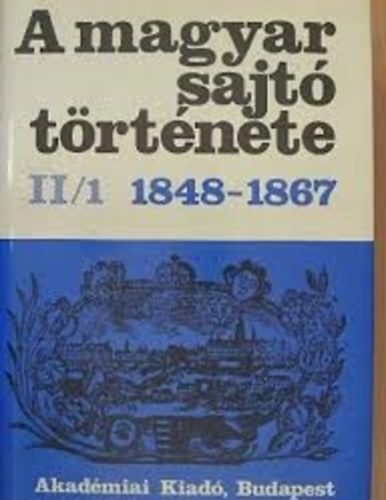 A magyar
sajtó
története
II/1 1848-1867
Akadémiai Kiadó, Budapest